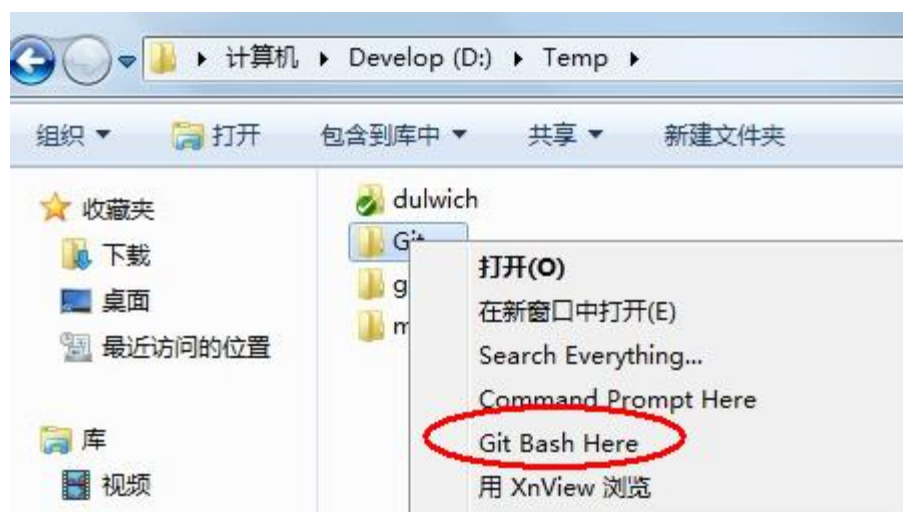 计算机 Develop (D:) Temp
组织 打开 包含到库中 共享 新建文件夹
收藏夹
下载
桌面
最近访问的位置
库
视频
dulwich
Git
g
m
打开(O)
在新窗口中打开(E)
Search Everything...
Command Prompt Here
Git Bash Here
用 XnView 浏览